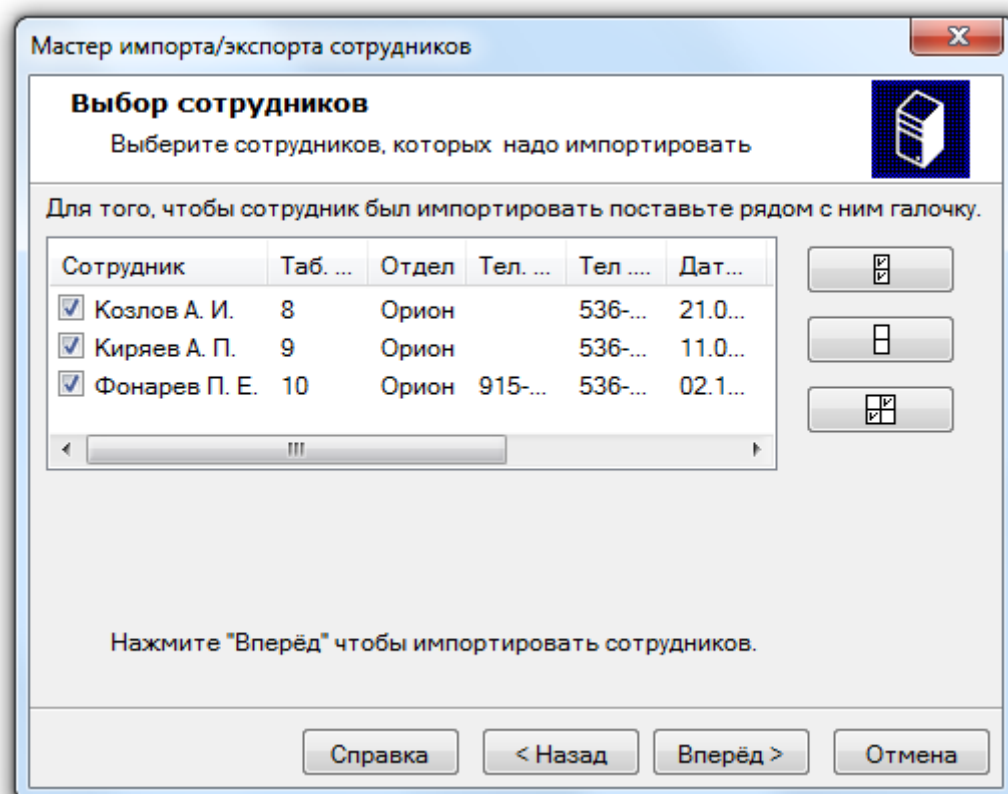 Мастер импорта/экспорта сотрудников
Выбор сотрудников
Выберите сотрудников, которых надо импортировать
Для того, чтобы сотрудник был импортировать поставьте рядом с ним галочку.
Сотрудник Таб. ... Отдел Тел. ... Тел .... Дат...
Козлов А. И. 8 Орион 536-... 21.0...
Киряев А. П. 9 Орион 536-... 11.0...
Фонарев П. Е. 10 Орион 915-... 536-... 02.1...
Нажмите "Вперёд" чтобы импортировать сотрудников.
Справка < Назад Вперёд > Отмена